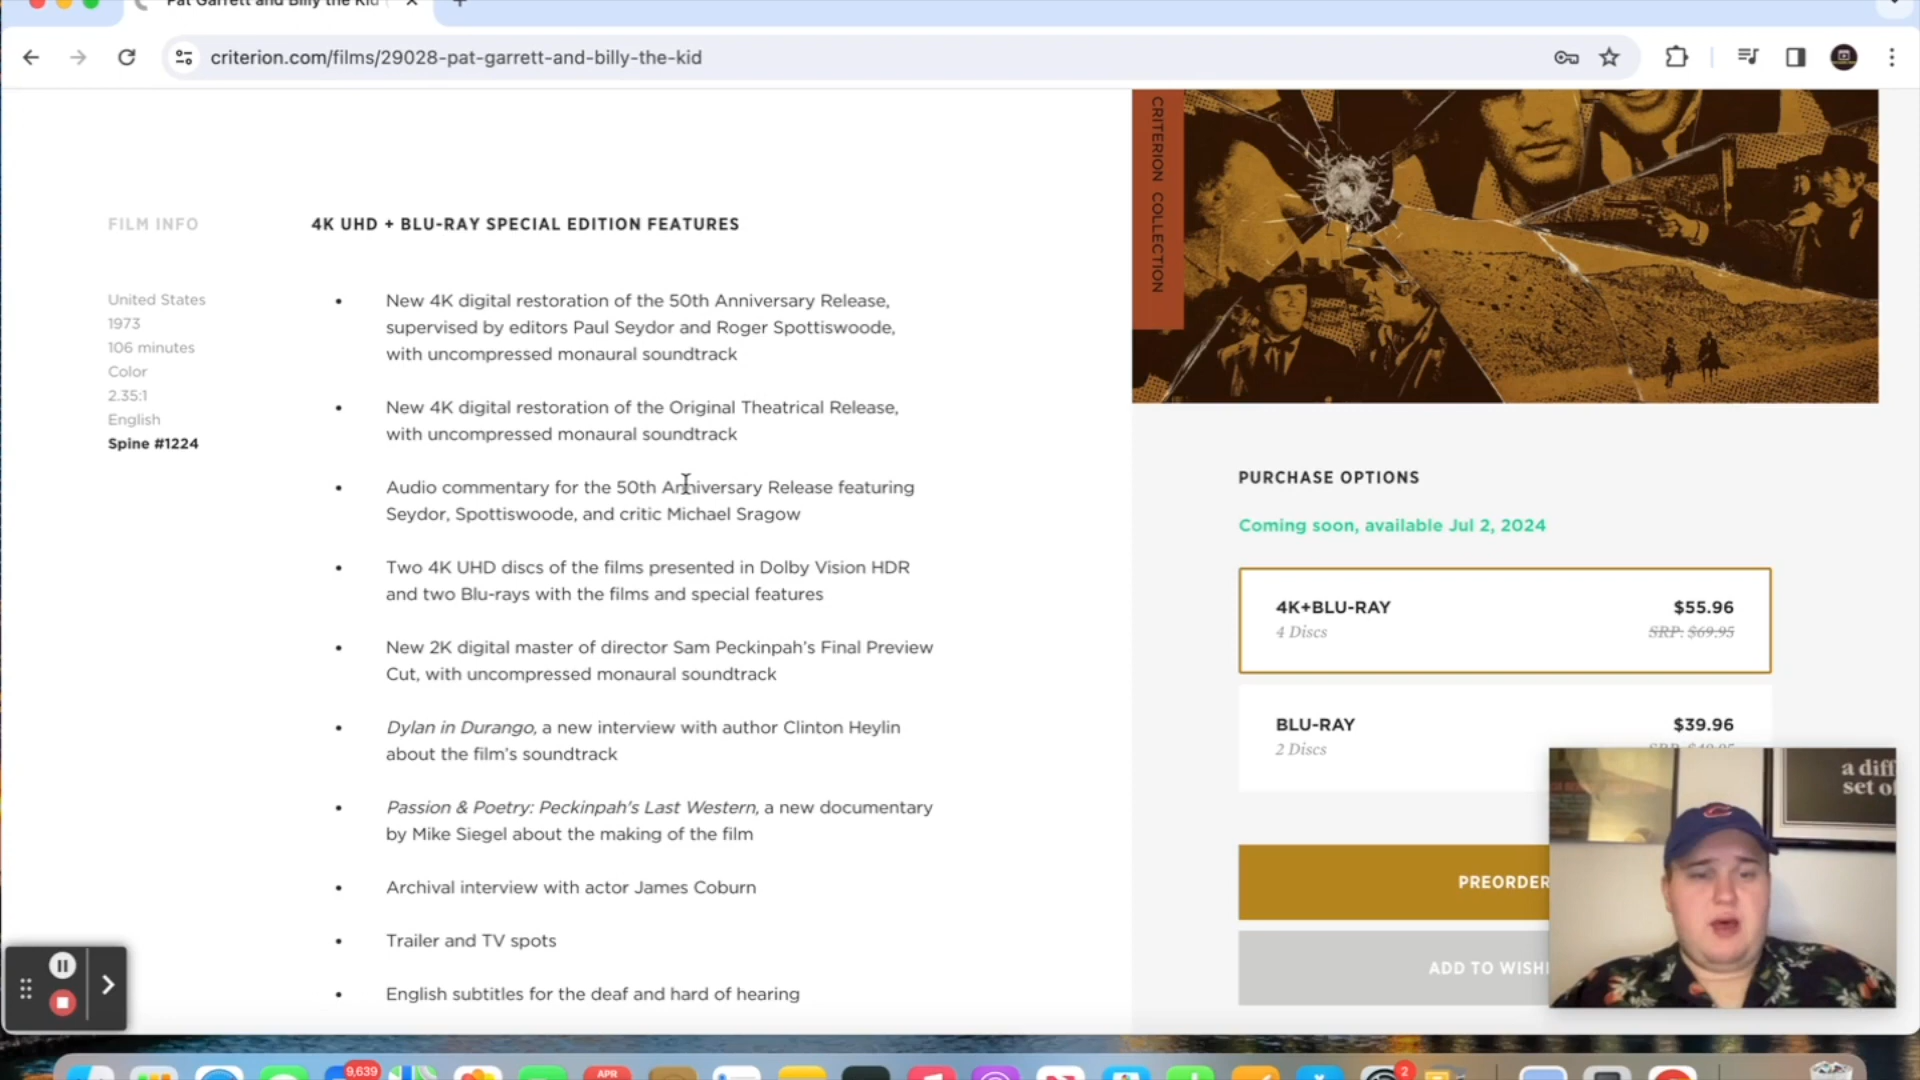 Pat Garrett and Billy the Kid
criterion.com/films/29028-pat-garrett-and-billy-the-kid
CRITERION COLLECTION
FILM INFO
United States
1973
106 minutes
Color
2.35:1
English
Spine #1224
4K UHD + BLU-RAY SPECIAL EDITION FEATURES
• New 4K digital restoration of the 50th Anniversary Release,
supervised by editors Paul Seydor and Roger Spottiswoode,
with uncompressed monaural soundtrack
• New 4K digital restoration of the Original Theatrical Release,
with uncompressed monaural soundtrack
• Audio commentary for the 50th Anniversary Release featuring
Seydor, Spottiswoode, and critic Michael Sragow
• Two 4K UHD discs of the films presented in Dolby Vision HDR
and two Blu-rays with the films and special features
• New 2K digital master of director Sam Peckinpah’s Final Preview
Cut, with uncompressed monaural soundtrack
• Dylan in Durango, a new interview with author Clinton Heylin
about the film’s soundtrack
• Passion & Poetry: Peckinpah’s Last Western, a new documentary
by Mike Siegel about the making of the film
• Archival interview with actor James Coburn
• Trailer and TV spots
• English subtitles for the deaf and hard of hearing
PURCHASE OPTIONS
Coming soon, available Jul 2, 2024
4K+BLU-RAY $55.96
4 Discs SRP: $69.95
BLU-RAY $39.96
2 Discs SRP: $49.95
PREORDER
ADD TO WISH
a diff
set of
9,639
APR
2